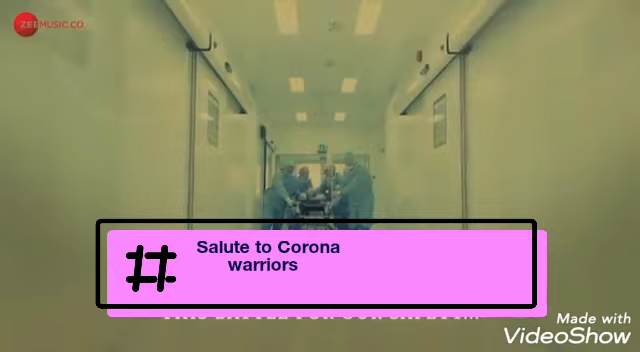 ZEE MUSIC CO.
# Salute to Corona
warriors
Made with
VideoShow